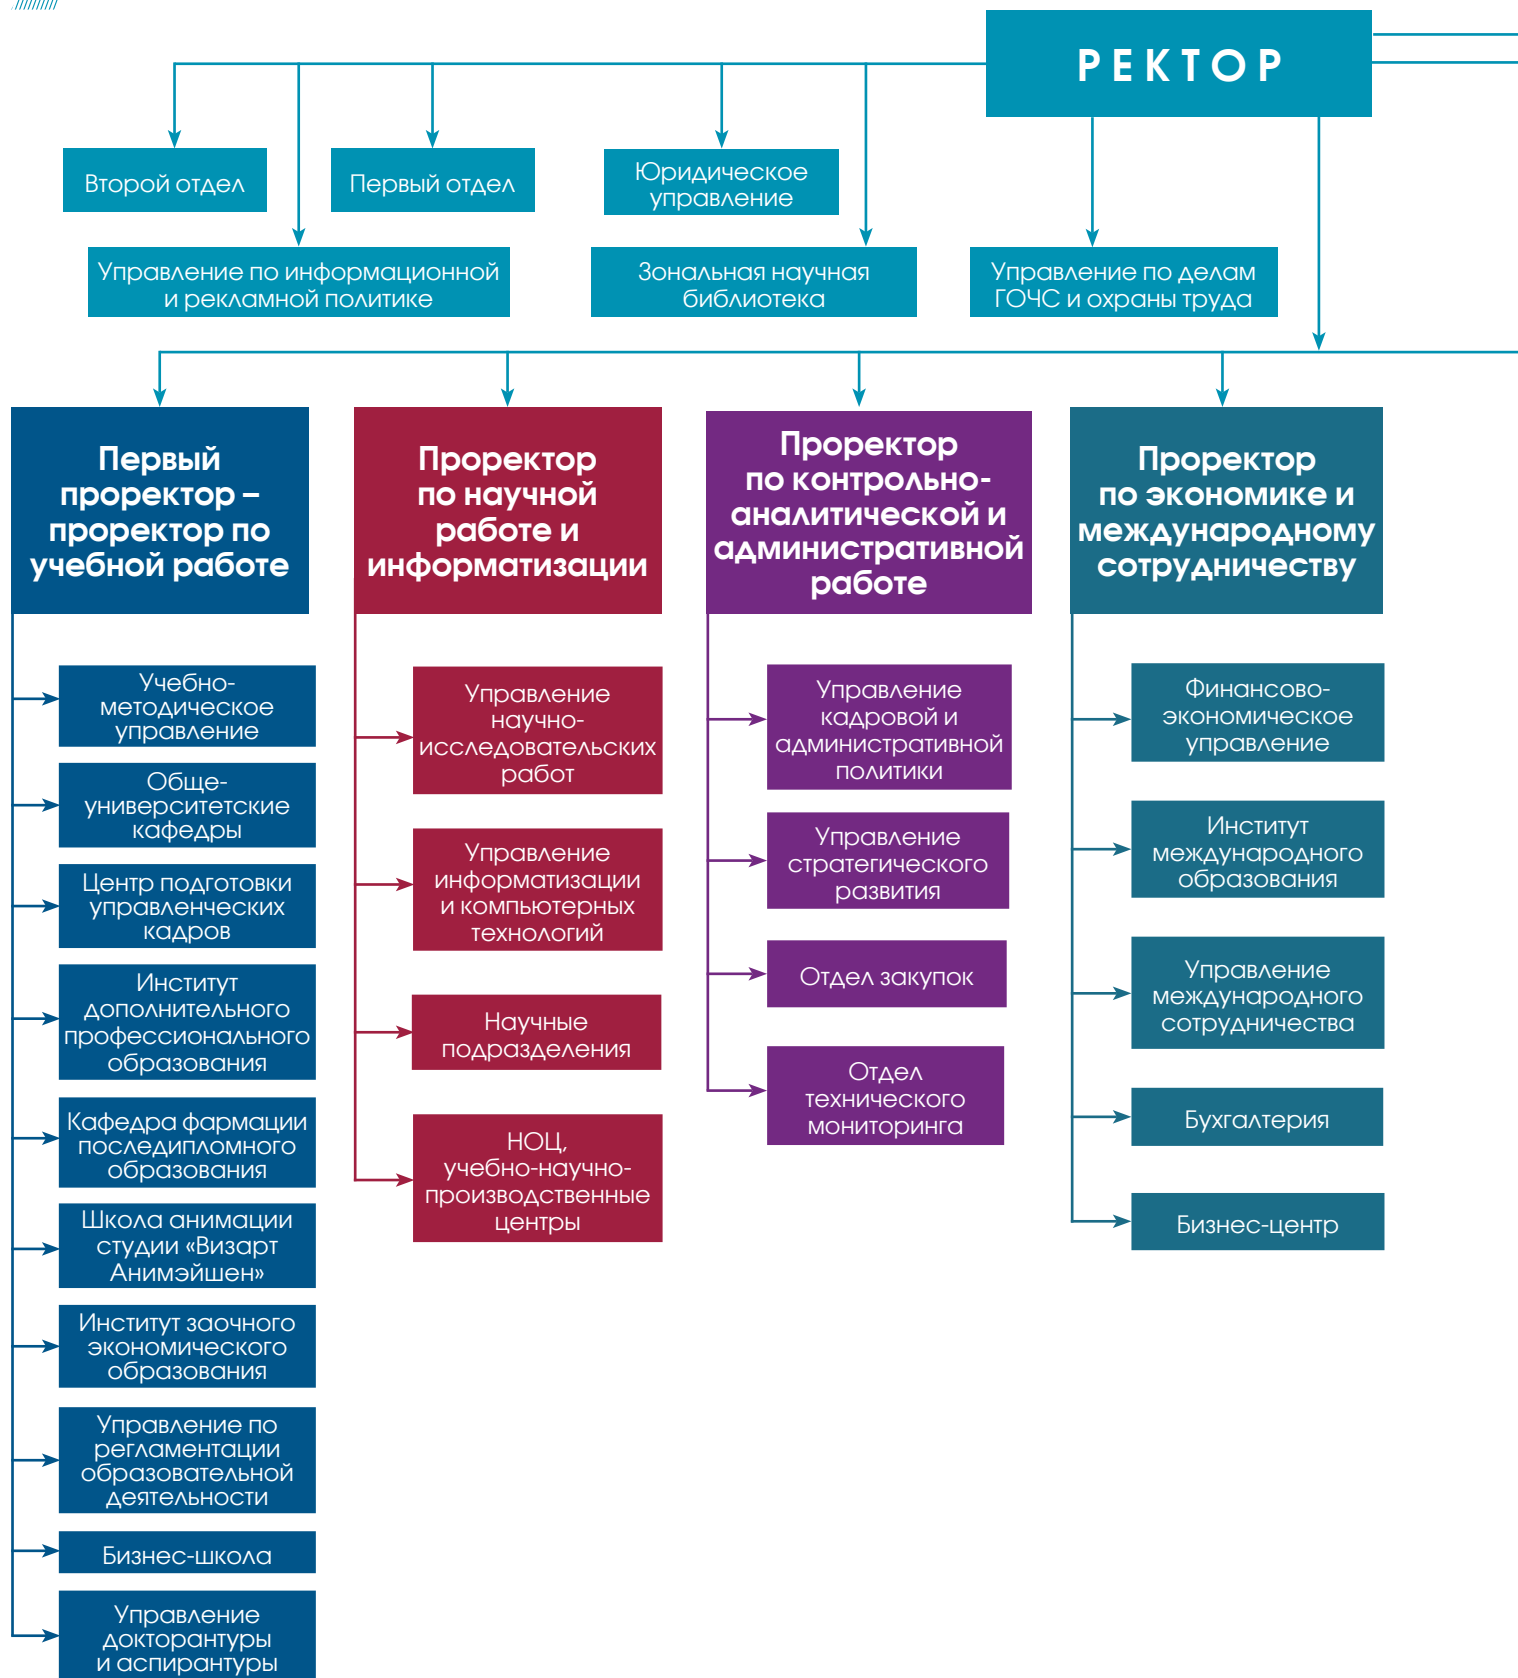 РЕКТОР
Второй отдел
Первый отдел
Юридическое
управление
Управление по информационной
и рекламной политике
Зональная научная
библиотека
Управление по делам
ГОЧС и охраны труда
Первый
проректор –
проректор по
учебной работе
Учебно-
методическое
управление
Обще-
университетские
кафедры
Центр подготовки
управленческих
кадров
Институт
дополнительного
профессионального
образования
Кафедра фармации
последипломного
образования
Школа анимации
студии «Визарт
Анимэйшен»
Институт заочного
экономического
образования
Управление по
регламентации
образовательной
деятельности
Бизнес-школа
Управление
докторантуры
и аспирантуры
Проректор
по научной
работе и
информатизации
Управление
научно-
исследовательских
работ
Управление
информатизации
и компьютерных
технологий
Научные
подразделения
НОЦ,
учебно-научно-
производственные
центры
Проректор
по контрольно-
аналитической и
административной
работе
Управление
кадровой и
административной
политики
Управление
стратегического
развития
Отдел закупок
Отдел
технического
мониторинга
Проректор
по экономике и
международному
сотрудничеству
Финансово-
экономическое
управление
Институт
международного
образования
Управление
международного
сотрудничества
Бухгалтерия
Бизнес-центр